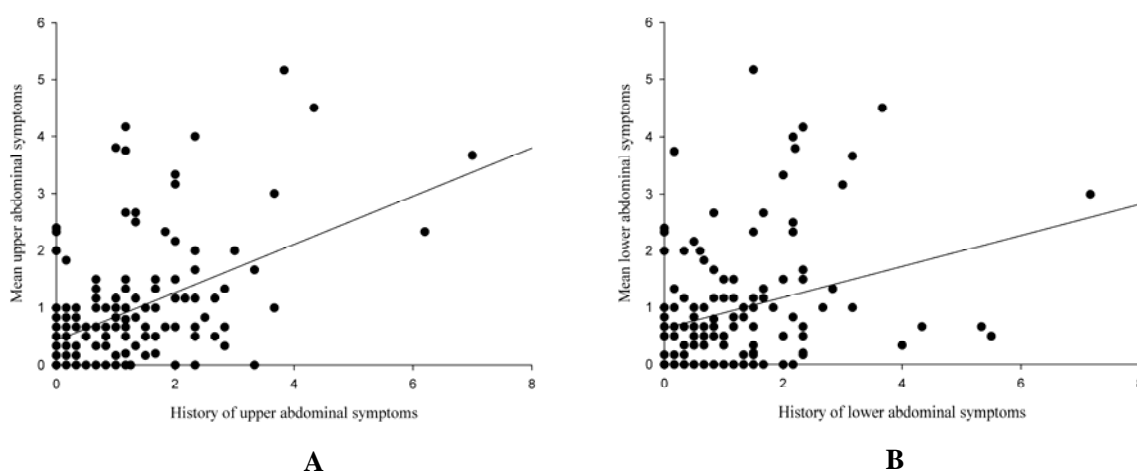 6
5
4
3
2
1
0
Mean upper abdominal symptoms
0 2 4 6 8
History of upper abdominal symptoms
A
6
5
4
3
2
1
0
Mean lower abdominal symptoms
0 2 4 6 8
History of lower abdominal symptoms
B